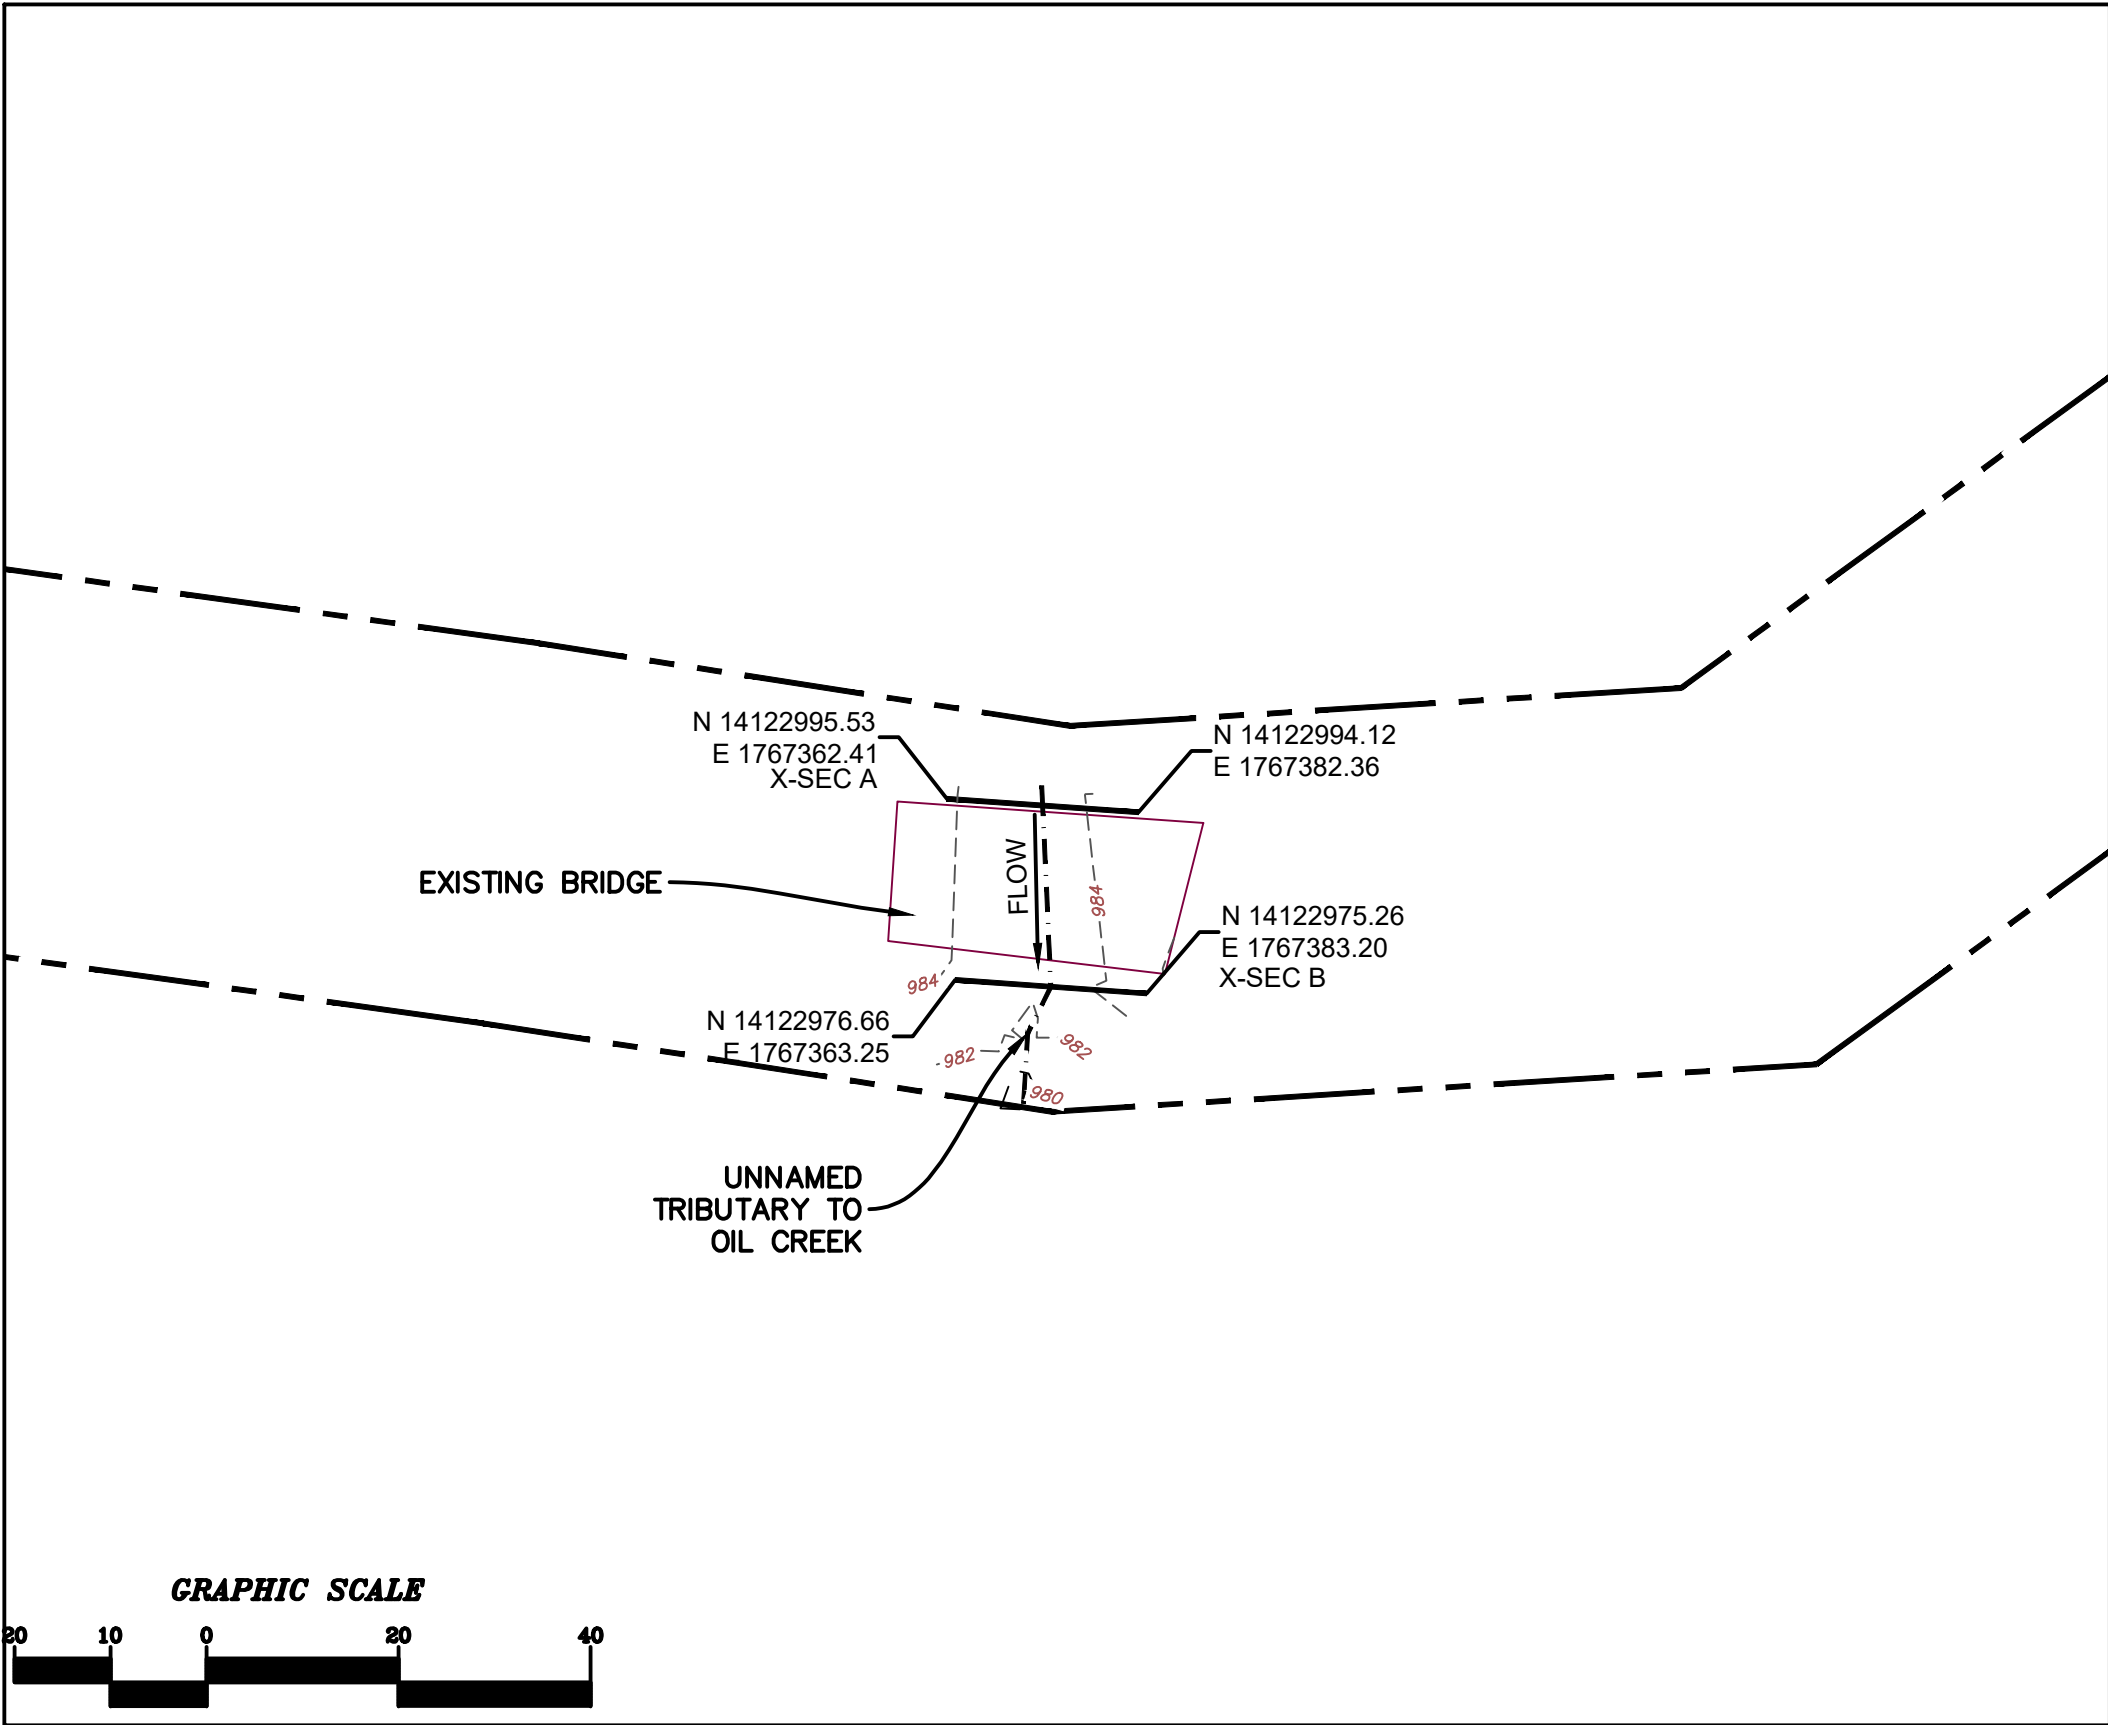 N 14122995.53
E 1767362.41
X-SEC A
N 14122994.12
E 1767382.36
EXISTING BRIDGE
FLOW
984
N 14122975.26
E 1767383.20
X-SEC B
984
N 14122976.66
E 1767363.25
982
982
980
UNNAMED
TRIBUTARY TO
OIL CREEK
GRAPHIC SCALE
20 10 0 20 40